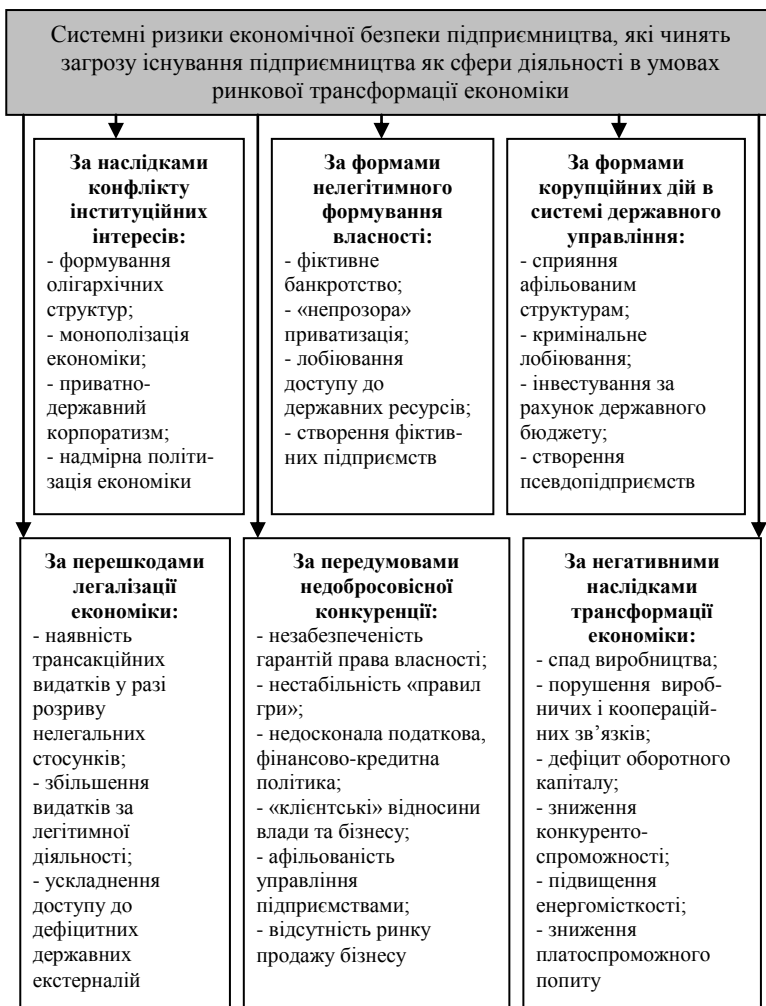 Системні ризики економічної безпеки підприємництва, які чинять
загрозу існування підприємництва як сфери діяльності в умовах
ринкової трансформації економіки
За наслідками
конфлікту
інституційних
інтересів:
- формування
олігархічних
структур;
- монополізація
економіки;
- приватно-
державний
корпоратизм;
- надмірна політи-
зація економіки
За формами
нелегітимного
формування
власності:
- фіктивне
банкротство;
- «непрозора»
приватизація;
- лобіювання
доступу до
державних ресурсів;
- створення фіктив-
них підприємств
За формами
корупційних дій в
системі державного
управління:
- сприяння
афільованим
структурам;
- кримінальне
лобіювання;
- інвестування за
рахунок державного
бюджету;
- створення
псевдопідприємств
За перешкодами
легалізації
економіки:
- наявність
трансакційних
видатків у разі
розриву
нелегальних
стосунків;
- збільшення
видатків за
легітимної
діяльності;
- ускладнення
доступу до
дефіцитних
державних
екстерналій
За передумовами
недобросовісної
конкуренції:
- незабезпеченість
гарантій права власності;
- нестабільність «правил
гри»;
- недосконала податкова,
фінансово-кредитна
політика;
- «клієнтські» відносини
влади та бізнесу;
- афільованість
управління
підприємствами;
- відсутність ринку
продажу бізнесу
За негативними
наслідками
трансформації
економіки:
- спад виробництва;
- порушення  вироб-
ничих і кооперацій-
них зв’язків;
- дефіцит оборотного
капіталу;
- зниження
конкуренто-
спроможності;
- підвищення
енергомісткості;
- зниження
платоспроможного
попиту